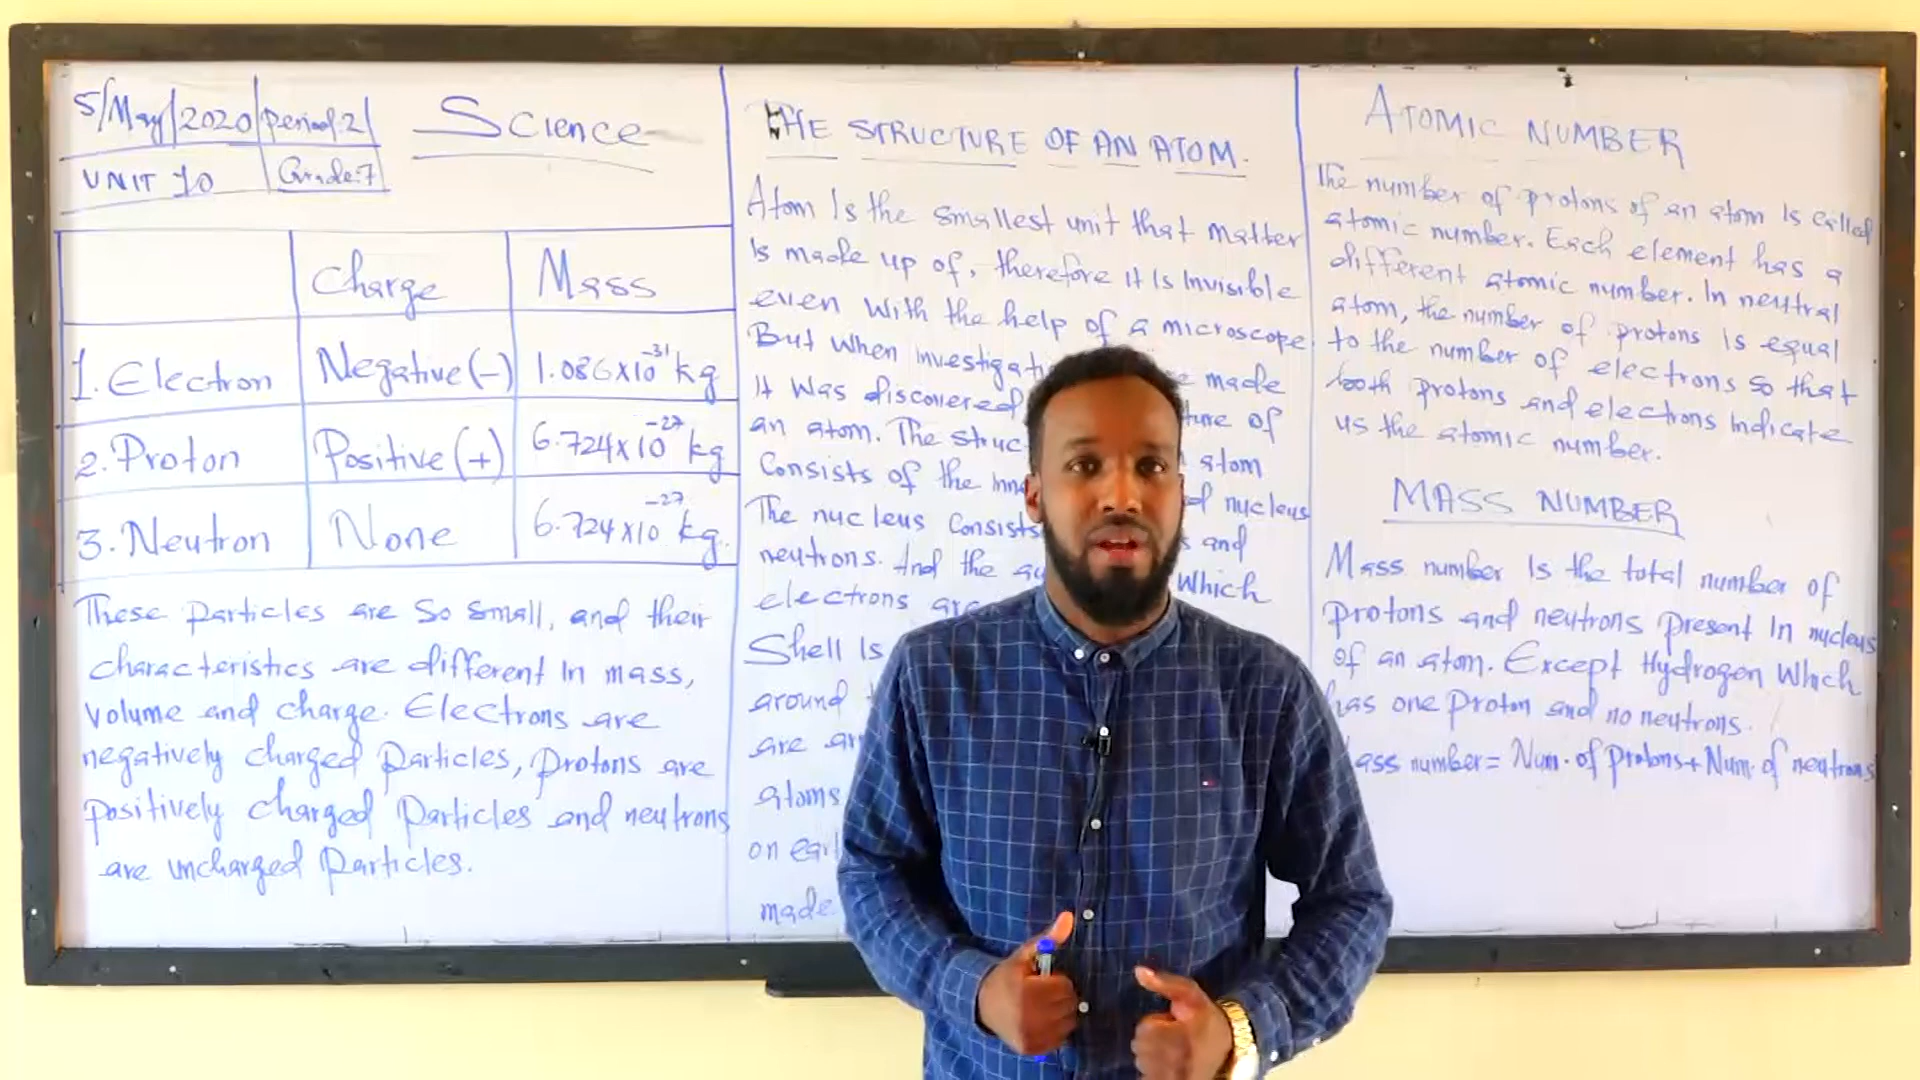 5/May/2020 period.2
UNIT 10 Grade:7
Science
Charge Mass
1. Electron Negative (-) 1.086x10⁻³¹ kg
2. Proton Positive (+) 6.724x10⁻²⁷ kg
3. Neutron None 6.724x10⁻²⁷ kg.
These particles are so small, and their
characteristics are different in mass,
volume and charge. Electrons are
negatively charged particles, protons are
positively charged particles and neutrons
are uncharged particles.
THE STRUCTURE OF AN ATOM.
Atom is the smallest unit that matter
is made up of, therefore it is invisible
even with the help of a microscope
But when made
It was discovered of
an atom. The atom
consists of the nucleus
The nucleus consists and
neutrons. And the which
electrons are
Shell is
around
are
atoms
on
made
ATOMIC NUMBER
The number of protons of an atom is called
atomic number. Each element has a
different atomic number. In neutral
atom, the number of protons is equal
to the number of electrons so that
both protons and electrons indicate
us the atomic number.
MASS NUMBER
Mass number is the total number of
protons and neutrons present in nucleus
of an atom. Except Hydrogen which
has one proton and no neutrons.
number = Num. of protons + Num. of neutrons